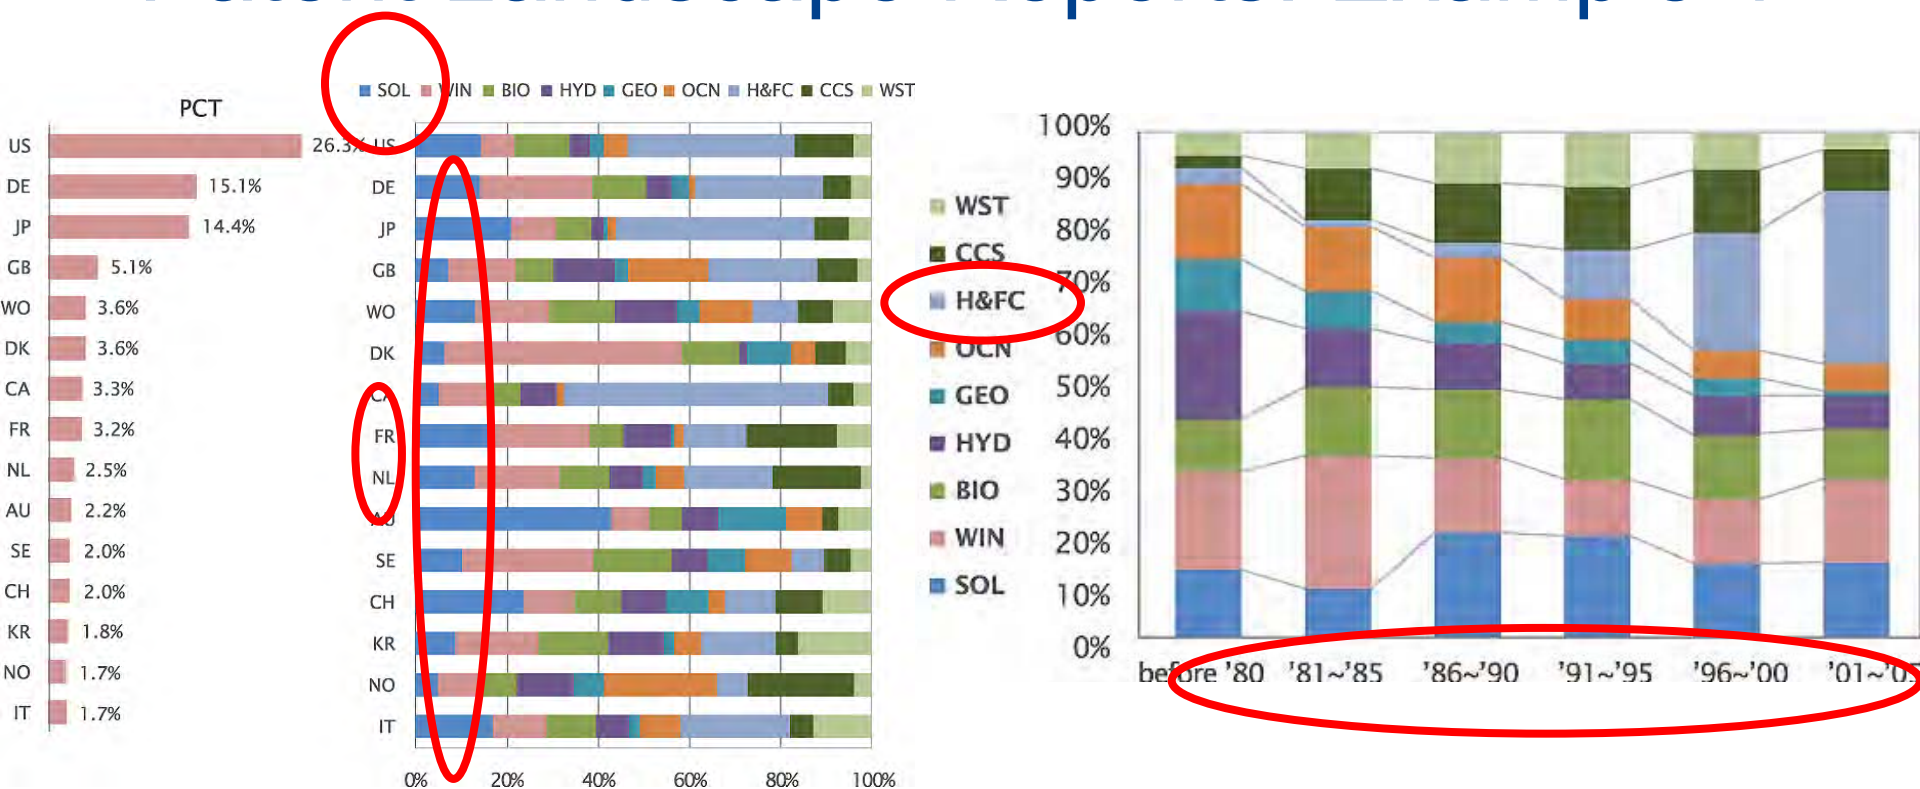 PCT
US 26.3%
DE 15.1%
JP 14.4%
GB 5.1%
WO 3.6%
DK 3.6%
CA 3.3%
FR 3.2%
NL 2.5%
AU 2.2%
SE 2.0%
CH 2.0%
KR 1.8%
NO 1.7%
IT 1.7%
SOL WIN BIO HYD GEO OCN H&FC CCS WST
US
DE
JP
GB
WO
DK
CA
FR
NL
AU
SE
CH
KR
NO
IT
0% 20% 40% 60% 80% 100%
WST
CCS
H&FC
OCN
GEO
HYD
BIO
WIN
SOL
100%
90%
80%
70%
60%
50%
40%
30%
20%
10%
0%
before '80 '81~'85 '86~'90 '91~'95 '96~'00